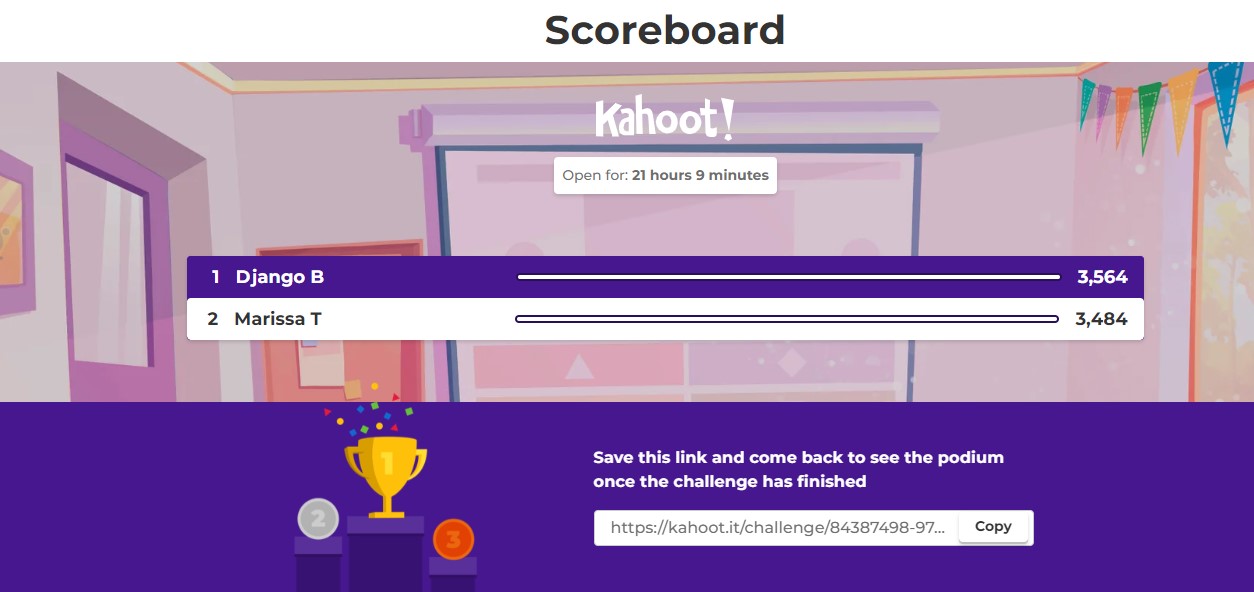 Scoreboard
Kahoot!
Open for: 21 hours 9 minutes
1 Django B 3,564
2 Marissa T 3,484
1
2
3
Save this link and come back to see the podium
once the challenge has finished
https://kahoot.it/challenge/84387498-97... Copy